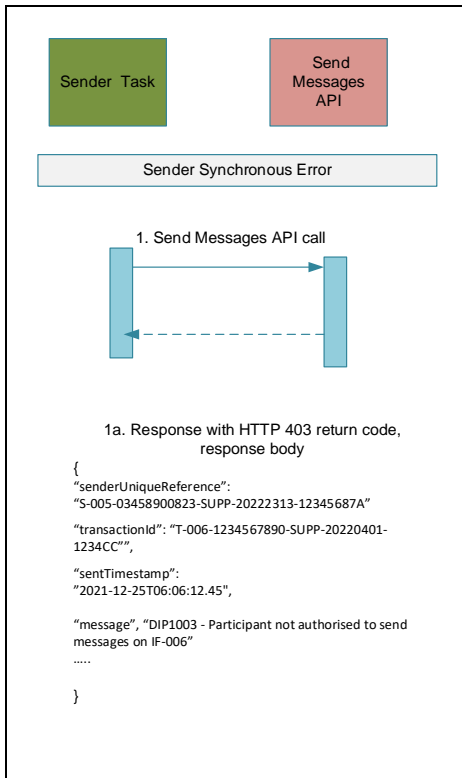 Sender Task
Send
Messages
API
Sender Synchronous Error
1. Send Messages API call
1a. Response with HTTP 403 return code,
response body
{
“senderUniqueReference”:
“S-005-03458900823-SUPP-20222313-12345687A”
“transactionId”: “T-006-1234567890-SUPP-20220401-
1234CC””,
“sentTimestamp”:
”2021-12-25T06:06:12.45",
“message”, “DIP1003 - Participant not authorised to send
messages on IF-006”
…..
}